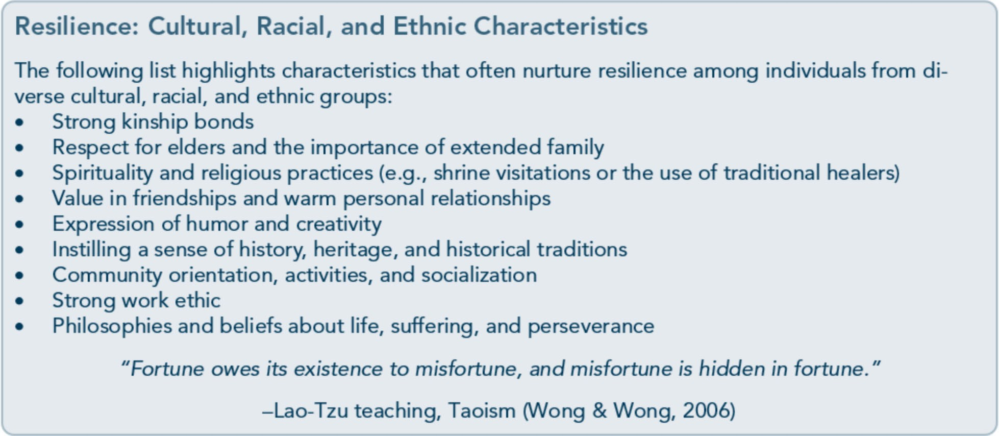 Resilience: Cultural, Racial, and Ethnic Characteristics
The following list highlights characteristics that often nurture resilience among individuals from di-
verse cultural, racial, and ethnic groups:
• Strong kinship bonds
• Respect for elders and the importance of extended family
• Spirituality and religious practices (e.g., shrine visitations or the use of traditional healers)
• Value in friendships and warm personal relationships
• Expression of humor and creativity
• Instilling a sense of history, heritage, and historical traditions
• Community orientation, activities, and socialization
• Strong work ethic
• Philosophies and beliefs about life, suffering, and perseverance
“Fortune owes its existence to misfortune, and misfortune is hidden in fortune.”
–Lao-Tzu teaching, Taoism (Wong & Wong, 2006)